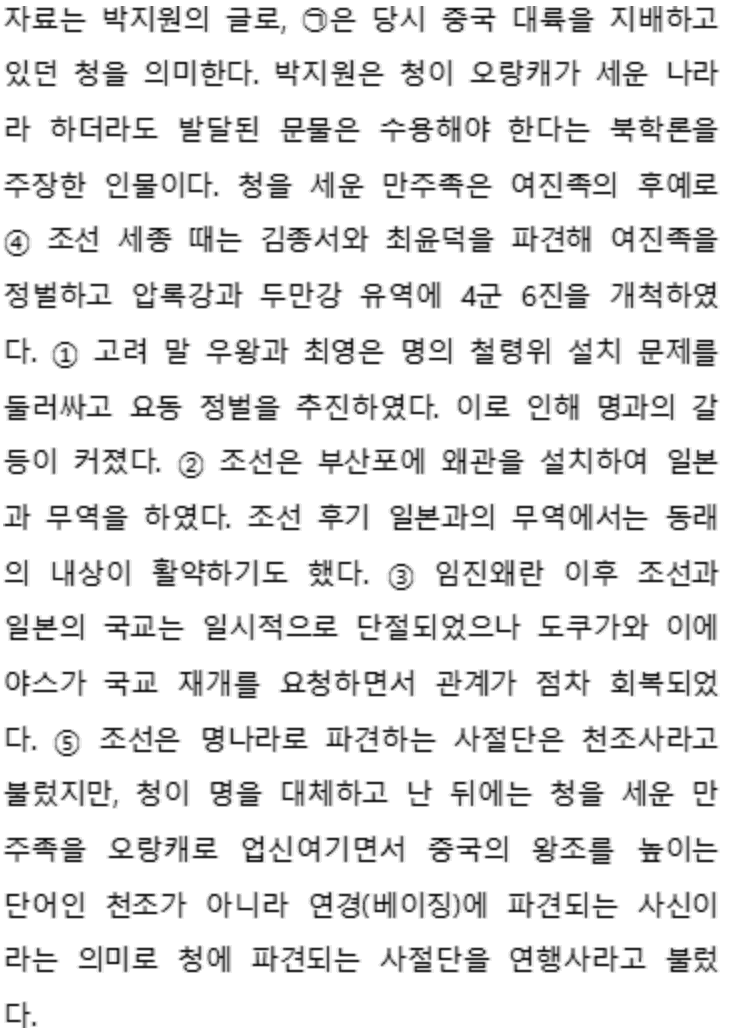 자료는 박지원의 글로, ㉠은 당시 중국 대륙을 지배하고
있던 청을 의미한다. 박지원은 청이 오랑캐가 세운 나라
라 하더라도 발달된 문물은 수용해야 한다는 북학론을
주장한 인물이다. 청을 세운 만주족은 여진족의 후예로
④ 조선 세종 때는 김종서와 최윤덕을 파견해 여진족을
정벌하고 압록강과 두만강 유역에 4군 6진을 개척하였
다. ① 고려 말 우왕과 최영은 명의 철령위 설치 문제를
둘러싸고 요동 정벌을 추진하였다. 이로 인해 명과의 갈
등이 커졌다. ② 조선은 부산포에 왜관을 설치하여 일본
과 무역을 하였다. 조선 후기 일본과의 무역에서는 동래
의 내상이 활약하기도 했다. ③ 임진왜란 이후 조선과
일본의 국교는 일시적으로 단절되었으나 도쿠가와 이에
야스가 국교 재개를 요청하면서 관계가 점차 회복되었
다. ⑤ 조선은 명나라로 파견하는 사절단은 천조사라고
불렀지만, 청이 명을 대체하고 난 뒤에는 청을 세운 만
주족을 오랑캐로 업신여기면서 중국의 왕조를 높이는
단어인 천조가 아니라 연경(베이징)에 파견되는 사신이
라는 의미로 청에 파견되는 사절단을 연행사라고 불렀
다.